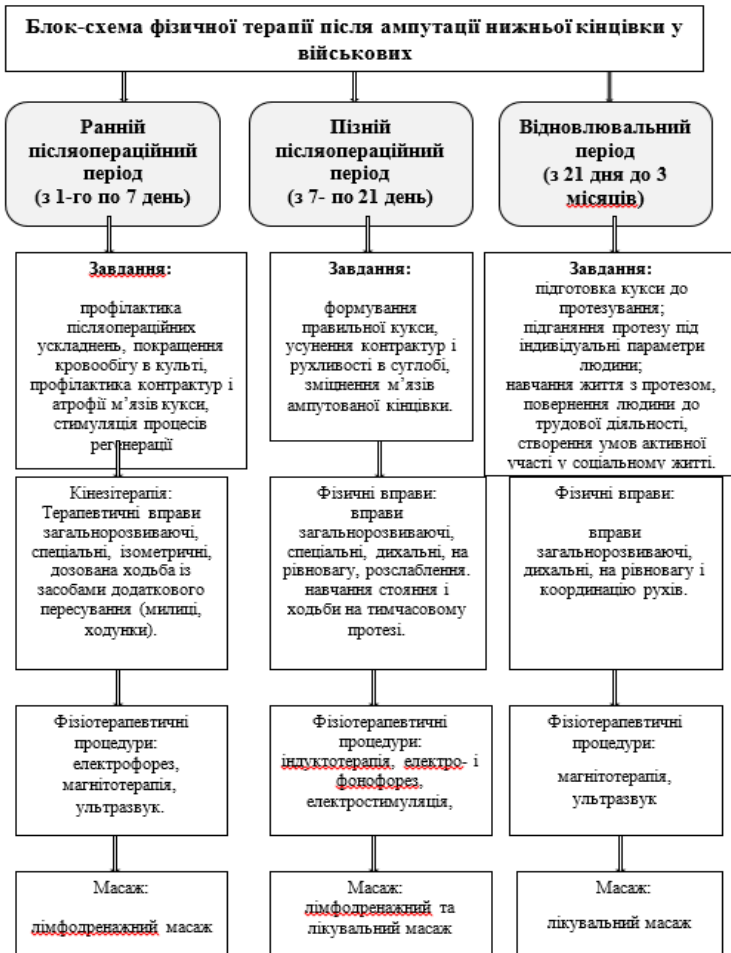 Блок-схема фізичної терапії після ампутації нижньої кінцівки у
військових
Ранній
післяопераційний
період
(з 1-го по 7 день)
Пізній
післяопераційний
період
(з 7- по 21 день)
Відновлювальний
період
(з 21 дня до 3
місяців)
Завдання:
профілактика
післяопераційних
ускладнень, покращення
кровообігу в культі,
профілактика контрактур і
атрофії м’язів кукси,
стимуляція процесів
регенерації
Завдання:
формування
правильної кукси,
усунення контрактур і
рухливості в суглобі,
зміцнення м’язів
ампутованої кінцівки.
Завдання:
підготовка кукси до
протезування;
підганяння протезу під
індивідуальні параметри
людини;
навчання життя з протезом,
повернення людини до
трудової діяльності,
створення умов активної
участі у соціальному житті.
Кінезітерапія:
Терапевтичні вправи
загальнорозвиваючі,
спеціальні, ізометричні,
дозована ходьба із
засобами додаткового
пересування (милиці,
ходунки).
Фізичні вправи:
вправи
загальнорозвиваючі,
спеціальні, дихальні, на
рівновагу, розслаблення.
навчання стояння і
ходьби на тимчасовому
протезі.
Фізичні вправи:
вправи
загальнорозвиваючі,
дихальні, на рівновагу і
координацію рухів.
Фізіотерапевтичні
процедури:
електрофорез,
магнітотерапія,
ультразвук.
Фізіотерапевтичні
процедури:
індуктотерапія, електро- і
фонофорез,
електростимуляція,
Фізіотерапевтичні
процедури:
магнітотерапія,
ультразвук
Масаж:
лімфодренажний масаж
Масаж:
лімфодренажний та
лікувальний масаж
Масаж:
лікувальний масаж